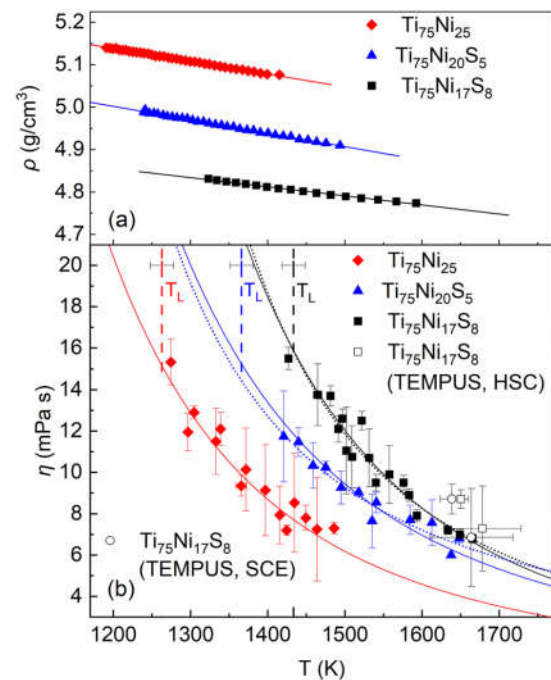 5.2
5.1
5.0
4.9
4.8
4.7
ρ (g/cm³)
Ti₇₅Ni₂₅
Ti₇₅Ni₂₀S₅
Ti₇₅Ni₁₇S₈
(a)
20
18
16
14
12
10
8
6
4
η (mPa s)
T_L
T_L
T_L
Ti₇₅Ni₂₅
Ti₇₅Ni₂₀S₅
Ti₇₅Ni₁₇S₈
Ti₇₅Ni₁₇S₈
(TEMPUS, HSC)
Ti₇₅Ni₁₇S₈
(TEMPUS, SCE)
(b)
1200 1300 1400 1500 1600 1700
T (K)